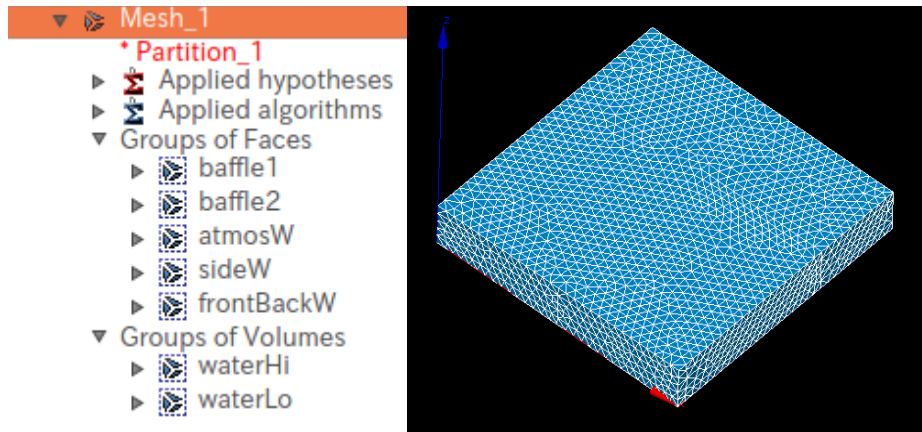 Mesh_1
* Partition_1
Applied hypotheses
Applied algorithms
Groups of Faces
baffle1
baffle2
atmosW
sideW
frontBackW
Groups of Volumes
waterHi
waterLo
z